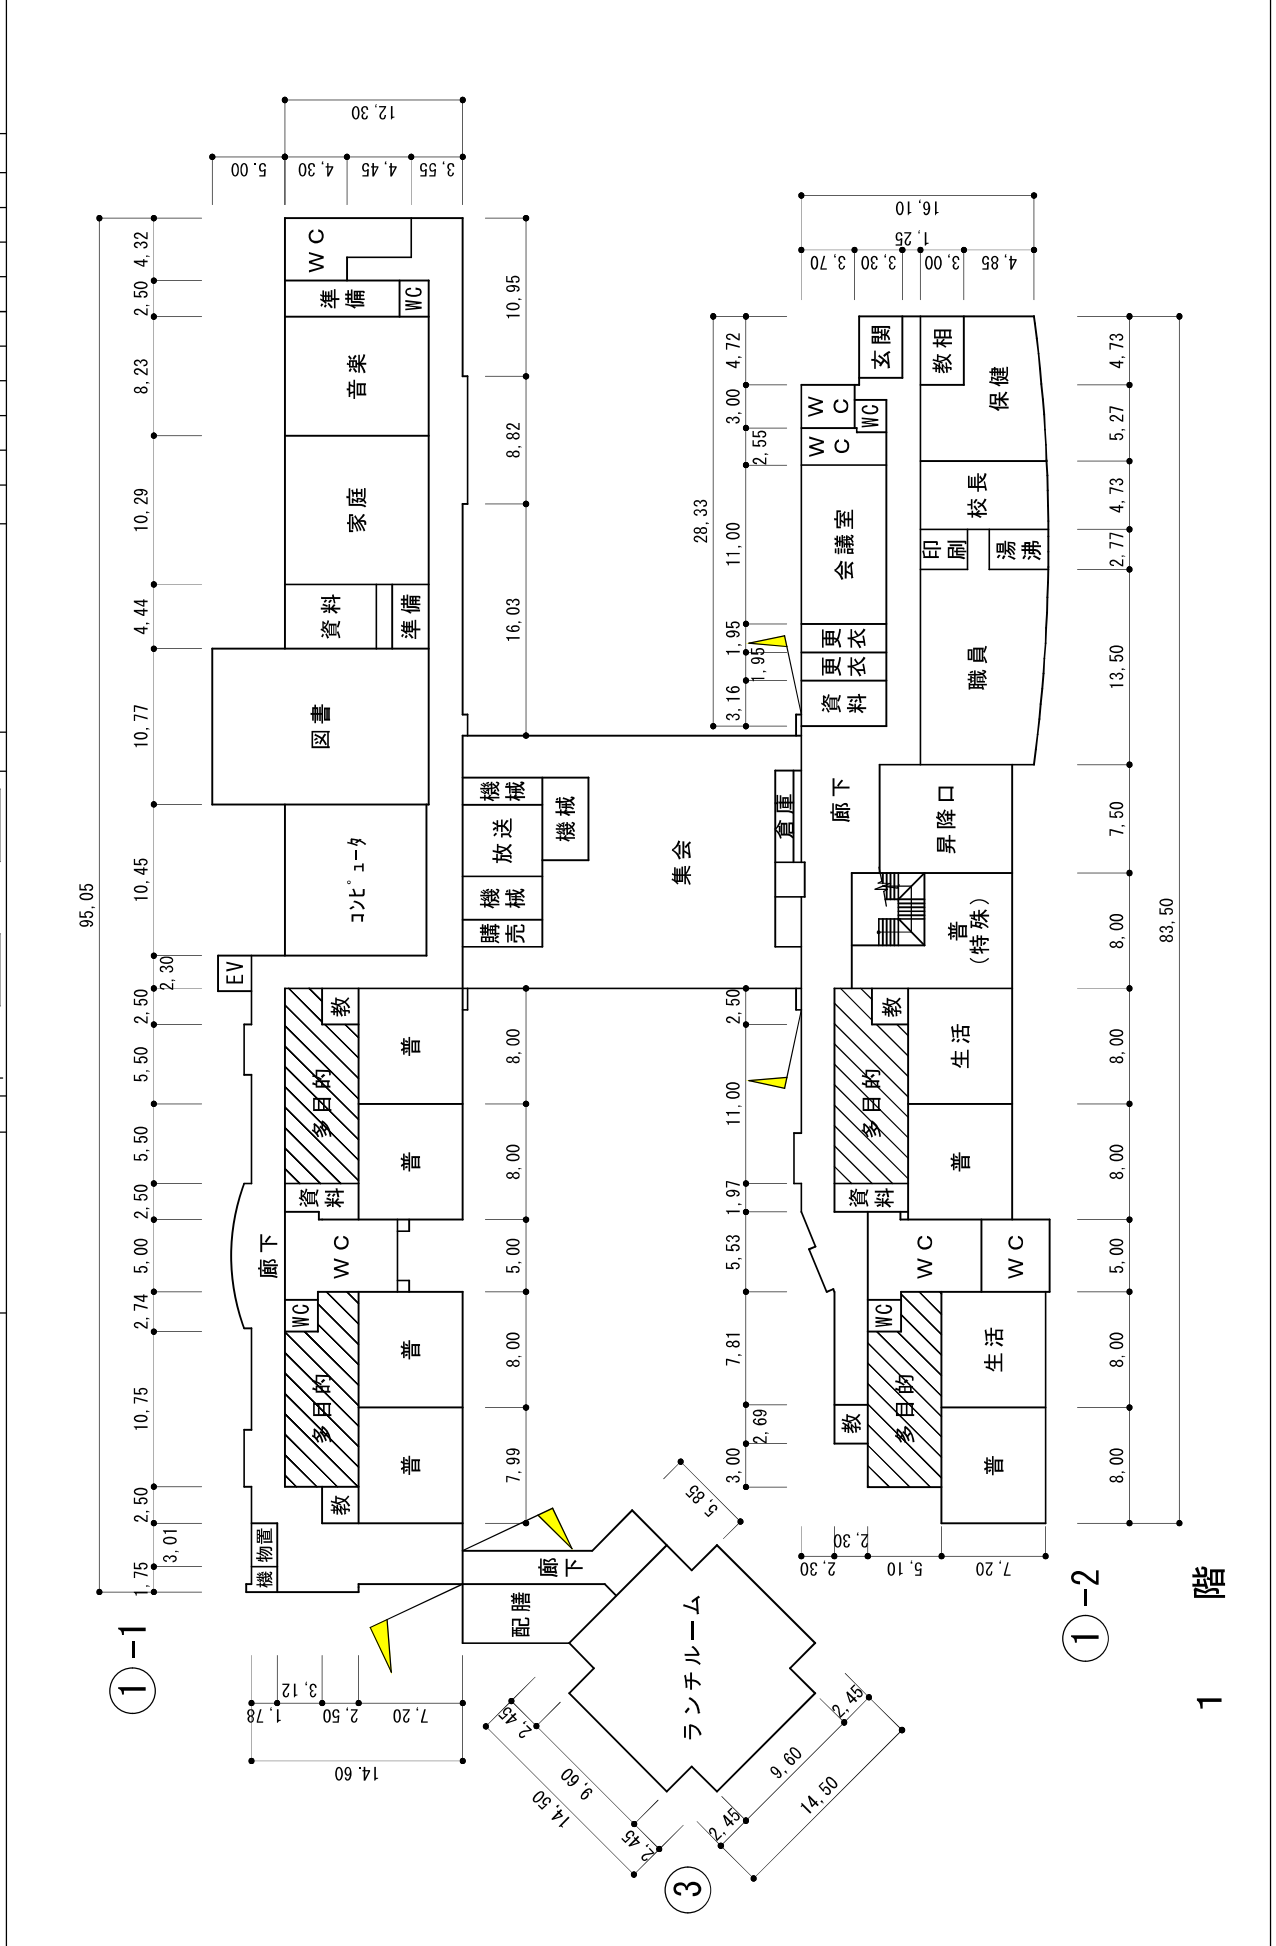 ①-1
95,05
1,75
3,01
2,50
10,75
2,74
5,00
2,50
5,50
5,50
2,50
2,30
10,45
10,77
4,44
10,29
8,23
2,50
4,32
14.60
1,78
3,12
2,50
7,20
5.00
4,30
4,45
3,55
12,30
機
物置
廊下
EV
教
多目的
WC
WC
資料
多目的
教
普
普
普
普
コンピュータ
図書
資料
準備
家庭
音楽
準備
WC
WC
7,99
8,00
5,00
8,00
8,00
16,03
8,82
10,95
配膳
廊下
購売
機械
放送
機械
機械
集会
倉庫
ランチルーム
5,85
2,45
9,60
2,45
14,50
2,45
9,60
2,45
14,50
③
28,33
3,00
2,69
7,81
5,53
1,97
11,00
2,50
3,16
1,95
1,95
11,00
2,55
3,00
4,72
2,30
2,30
5,10
7,20
3,70
3,30
1,25
3,00
4,85
16,10
教
多目的
WC
WC
WC
資料
多目的
教
普
生活
普
生活
普
(特殊)
廊下
昇降口
資料
更衣
更衣
会議室
WC
WC
WC
玄関
職員
印刷
湯沸
校長
保健
教相
8,00
8,00
5,00
8,00
8,00
8,00
7,50
13,50
2,77
4,73
5,27
4,73
83,50
①-2
1 階